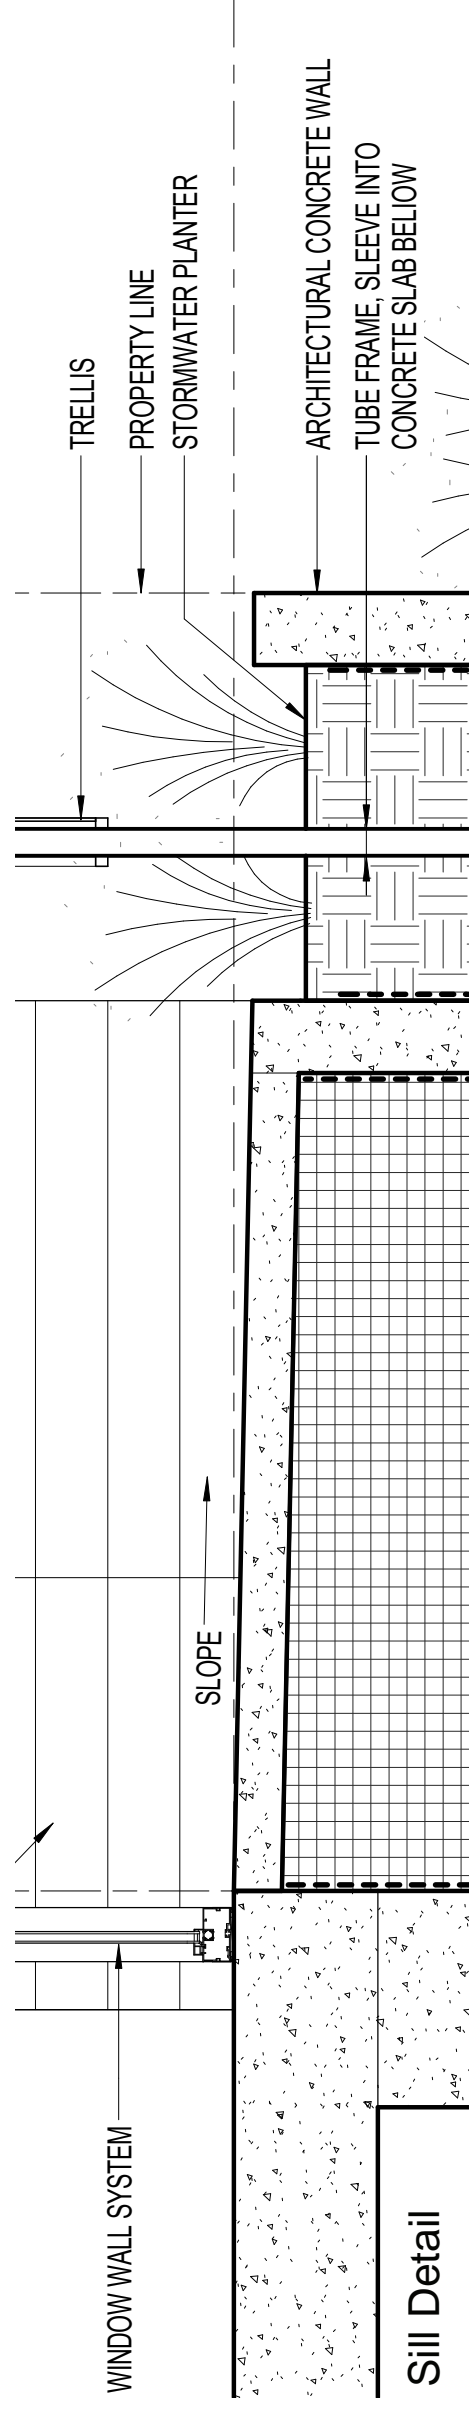 TRELLIS
PROPERTY LINE
STORMWATER PLANTER
ARCHITECTURAL CONCRETE WALL
TUBE FRAME, SLEEVE INTO
CONCRETE SLAB BELIOW
SLOPE
WINDOW WALL SYSTEM
Sill Detail